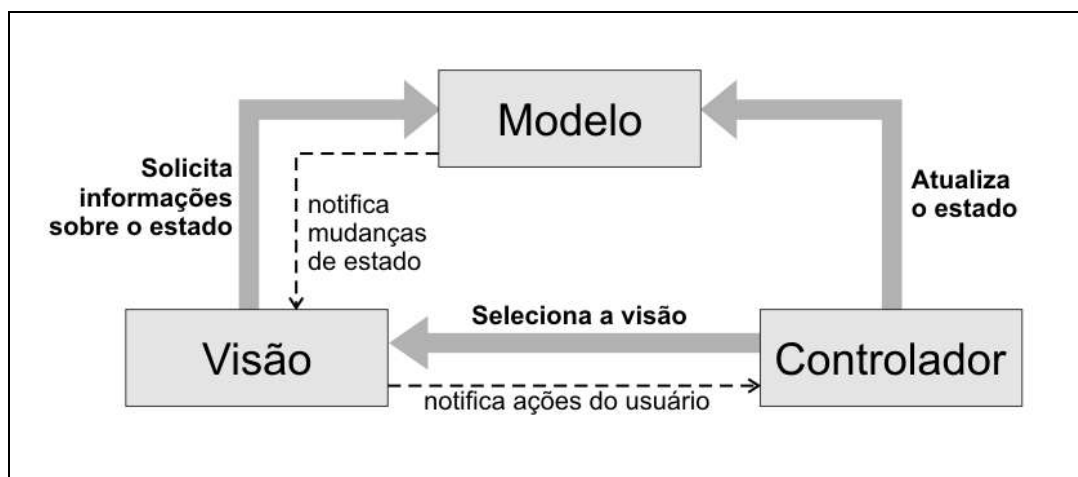 Modelo
Solicita
informações
sobre o estado
notifica
mudanças
de estado
Atualiza
o estado
Visão
Seleciona a visão
notifica ações do usuário
Controlador